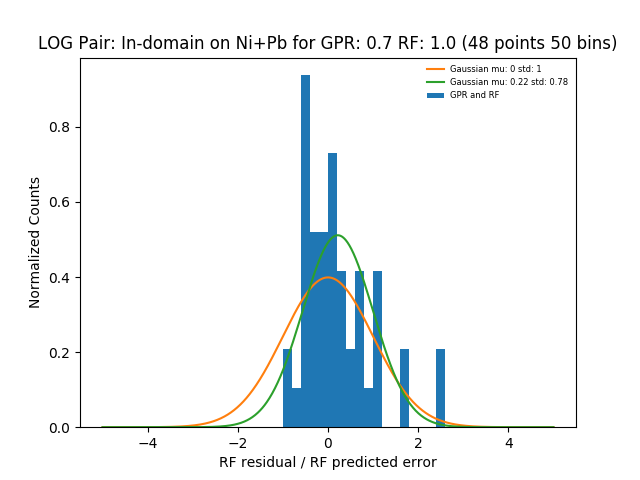 LOG Pair: In-domain on Ni+Pb for GPR: 0.7 RF: 1.0 (48 points 50 bins)
Gaussian mu: 0 std: 1
Gaussian mu: 0.22 std: 0.78
GPR and RF
Normalized Counts
0.8
0.6
0.4
0.2
0.0
−4
−2
0
2
4
RF residual / RF predicted error